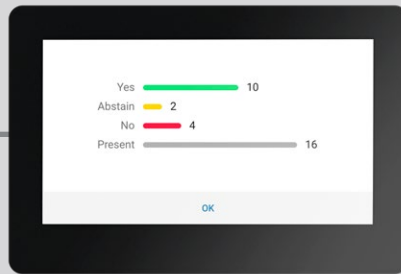 Yes 10
Abstain 2
No 4
Present 16
OK